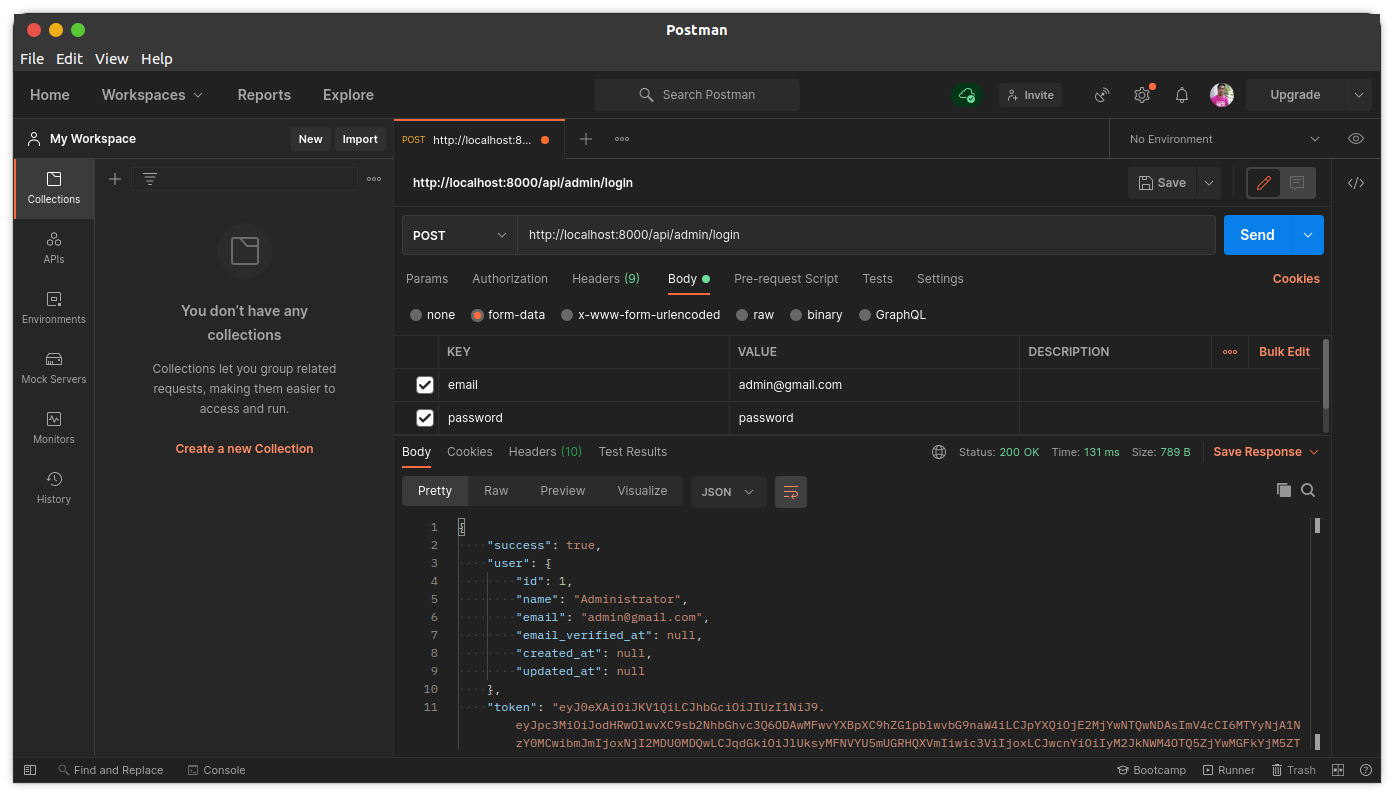 Postman
File Edit View Help
Home Workspaces Reports Explore Search Postman Invite Upgrade
My Workspace New Import POST http://localhost:8... No Environment
Collections
APIs
Environments
Mock Servers
Monitors
History
You don't have any
collections
Collections let you group related
requests, making them easier to
access and run.
Create a new Collection
http://localhost:8000/api/admin/login Save
POST http://localhost:8000/api/admin/login Send
Params Authorization Headers (9) Body Pre-request Script Tests Settings Cookies
none form-data x-www-form-urlencoded raw binary GraphQL
KEY VALUE DESCRIPTION Bulk Edit
email admin@gmail.com
password password
Body Cookies Headers (10) Test Results Status: 200 OK Time: 131 ms Size: 789 B Save Response
Pretty Raw Preview Visualize JSON
1 {
2 "success": true,
3 "user": {
4 "id": 1,
5 "name": "Administrator",
6 "email": "admin@gmail.com",
7 "email_verified_at": null,
8 "created_at": null,
9 "updated_at": null
10 },
11 "token": "eyJ0eXAiOiJKV1QiLCJhbGciOiJIUzI1NiJ9.
Find and Replace Console Bootcamp Runner Trash